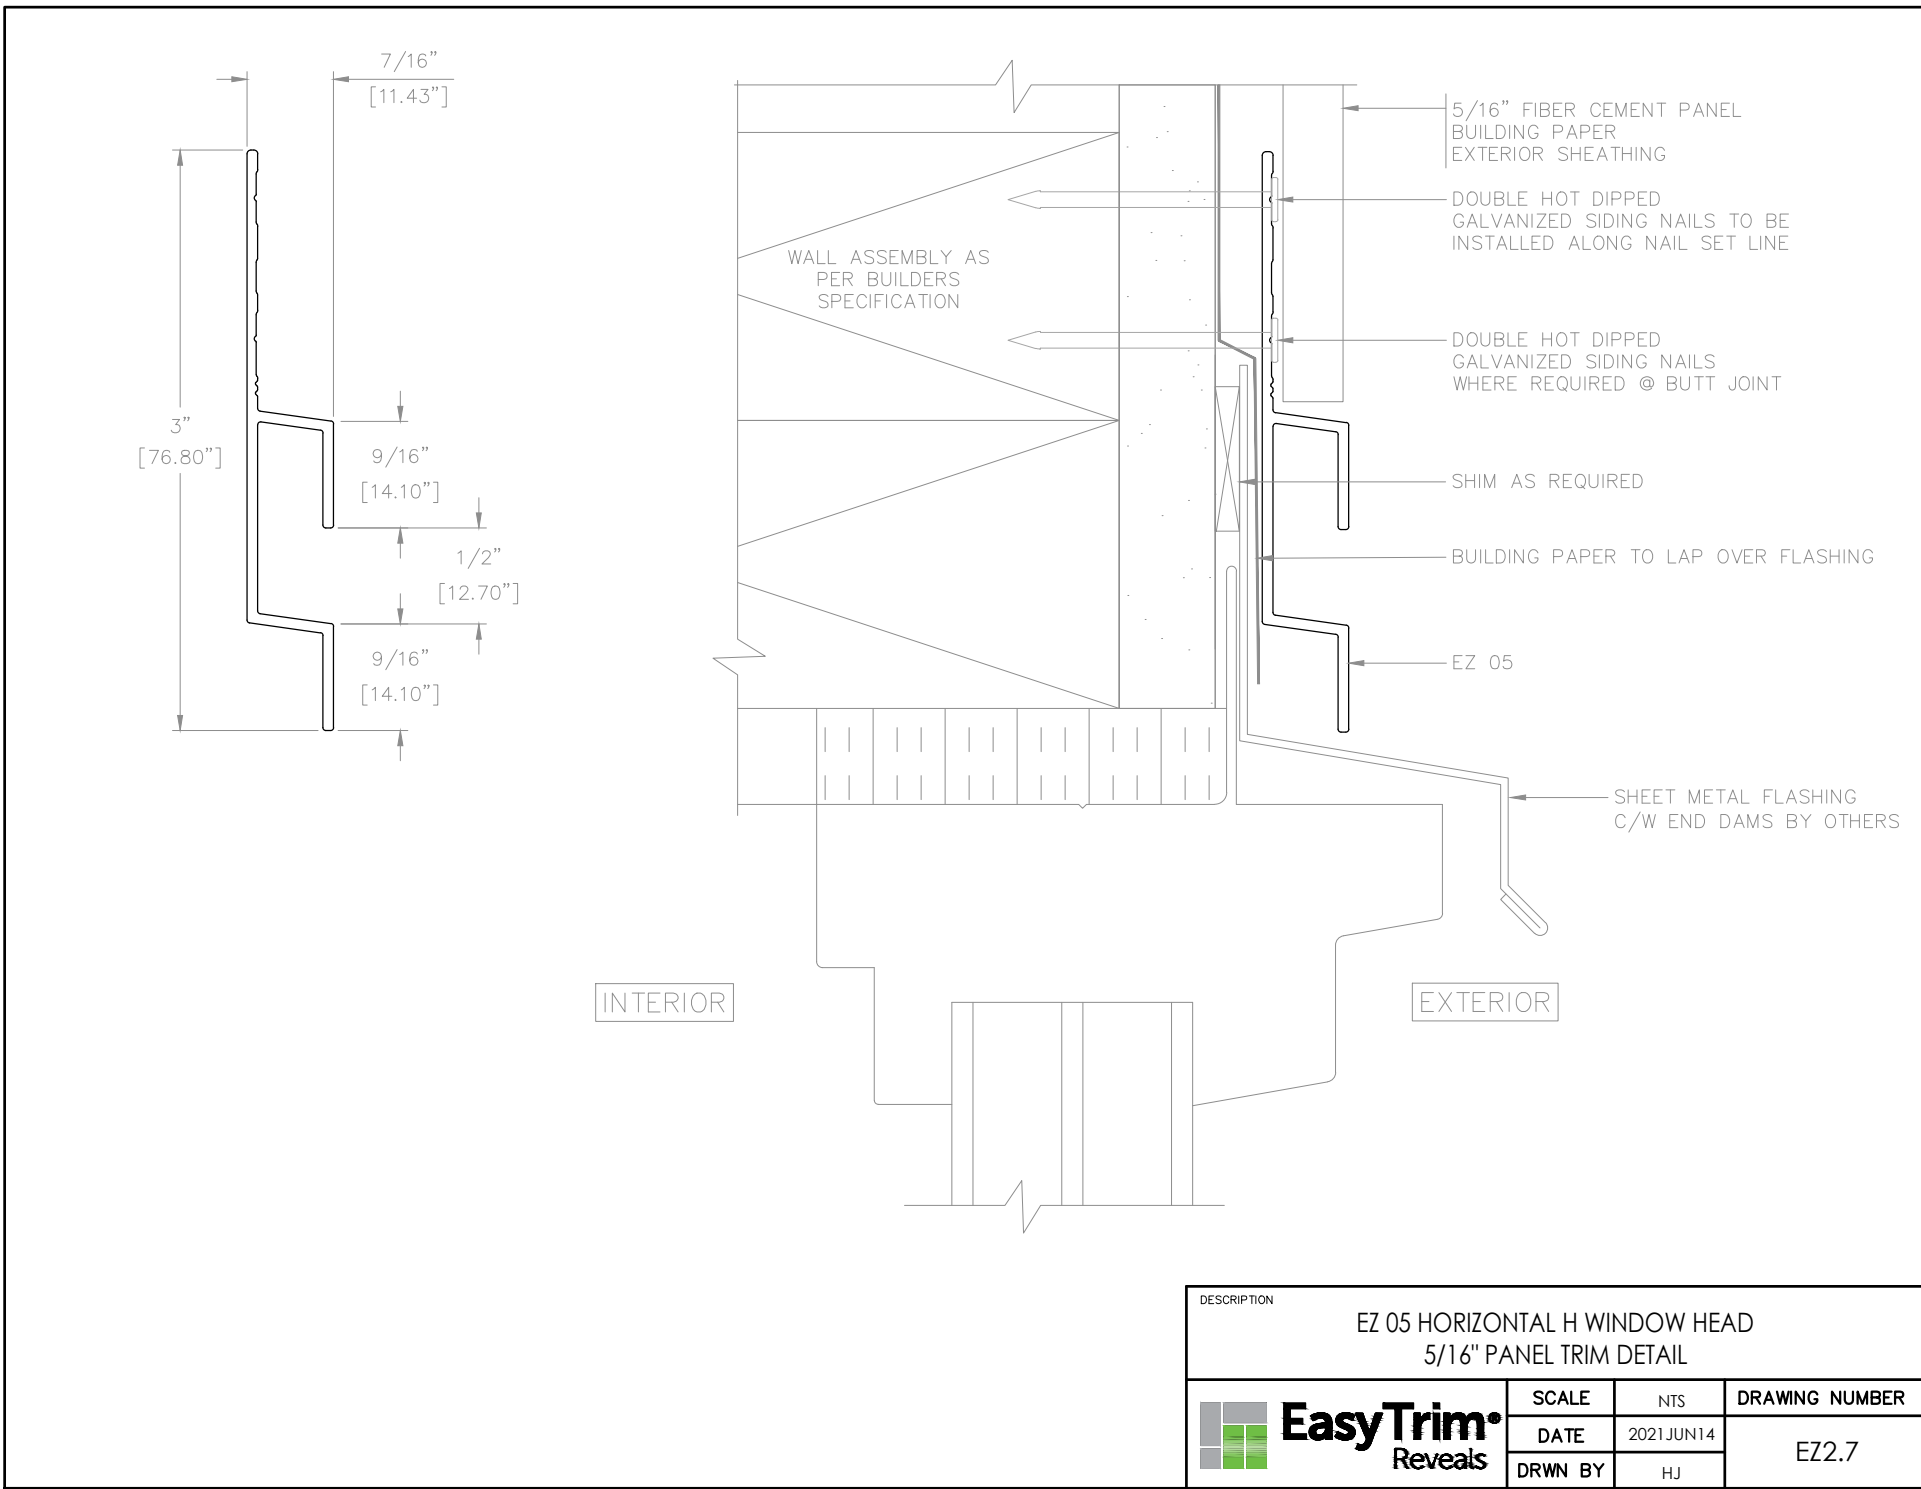 7/16”
[11.43”]
3”
[76.80”]
9/16”
[14.10”]
1/2”
[12.70”]
9/16”
[14.10”]
WALL ASSEMBLY AS
PER BUILDERS
SPECIFICATION
5/16” FIBER CEMENT PANEL
BUILDING PAPER
EXTERIOR SHEATHING
DOUBLE HOT DIPPED
GALVANIZED SIDING NAILS TO BE
INSTALLED ALONG NAIL SET LINE
DOUBLE HOT DIPPED
GALVANIZED SIDING NAILS
WHERE REQUIRED @ BUTT JOINT
SHIM AS REQUIRED
BUILDING PAPER TO LAP OVER FLASHING
EZ 05
SHEET METAL FLASHING
C/W END DAMS BY OTHERS
INTERIOR
EXTERIOR
DESCRIPTION
EZ 05 HORIZONTAL H WINDOW HEAD
5/16" PANEL TRIM DETAIL
EasyTrim®
Reveals
SCALE NTS
DATE 2021JUN14
DRWN BY HJ
DRAWING NUMBER
EZ2.7